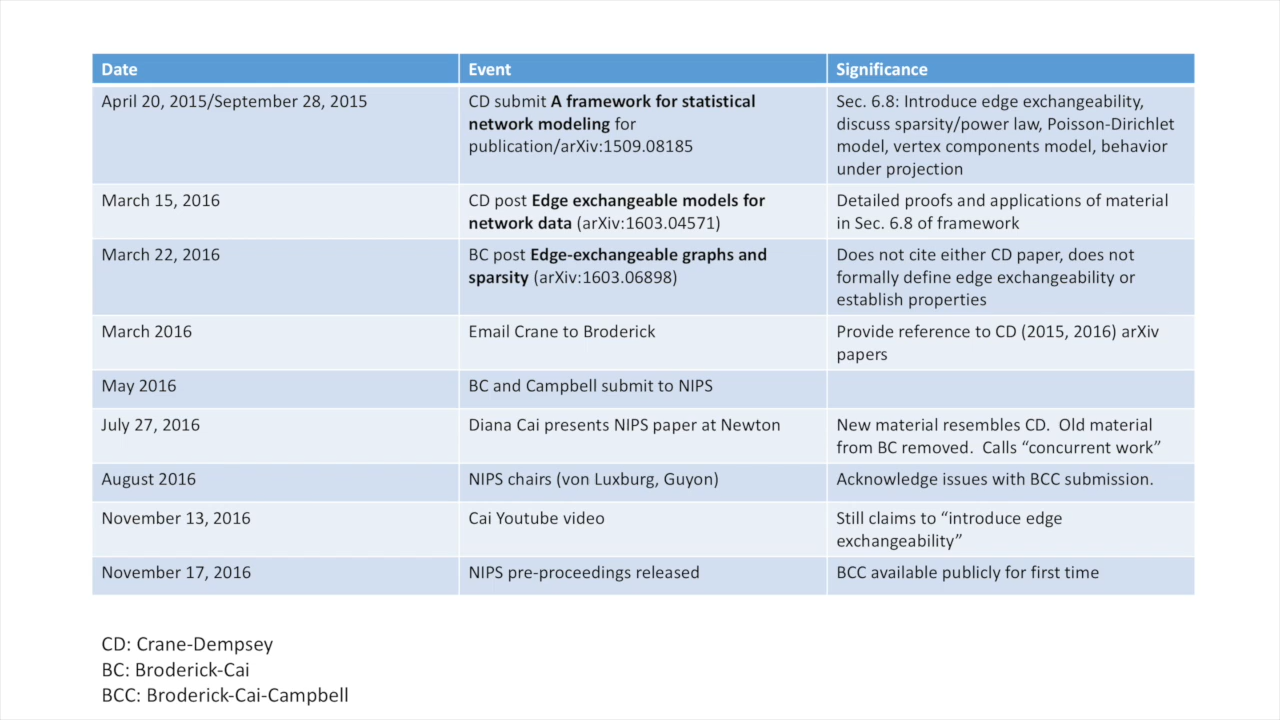 Date Event Significance
April 20, 2015/September 28, 2015
CD submit A framework for statistical
network modeling for
publication/arXiv:1509.08185
Sec. 6.8: Introduce edge exchangeability,
discuss sparsity/power law, Poisson-Dirichlet
model, vertex components model, behavior
under projection
March 15, 2016
CD post Edge exchangeable models for
network data (arXiv:1603.04571)
Detailed proofs and applications of material
in Sec. 6.8 of framework
March 22, 2016
BC post Edge-exchangeable graphs and
sparsity (arXiv:1603.06898)
Does not cite either CD paper, does not
formally define edge exchangeability or
establish properties
March 2016
Email Crane to Broderick
Provide reference to CD (2015, 2016) arXiv
papers
May 2016
BC and Campbell submit to NIPS
July 27, 2016
Diana Cai presents NIPS paper at Newton
New material resembles CD. Old material
from BC removed. Calls “concurrent work”
August 2016
NIPS chairs (von Luxburg, Guyon)
Acknowledge issues with BCC submission.
November 13, 2016
Cai Youtube video
Still claims to “introduce edge
exchangeability”
November 17, 2016
NIPS pre-proceedings released
BCC available publicly for first time
CD: Crane-Dempsey
BC: Broderick-Cai
BCC: Broderick-Cai-Campbell